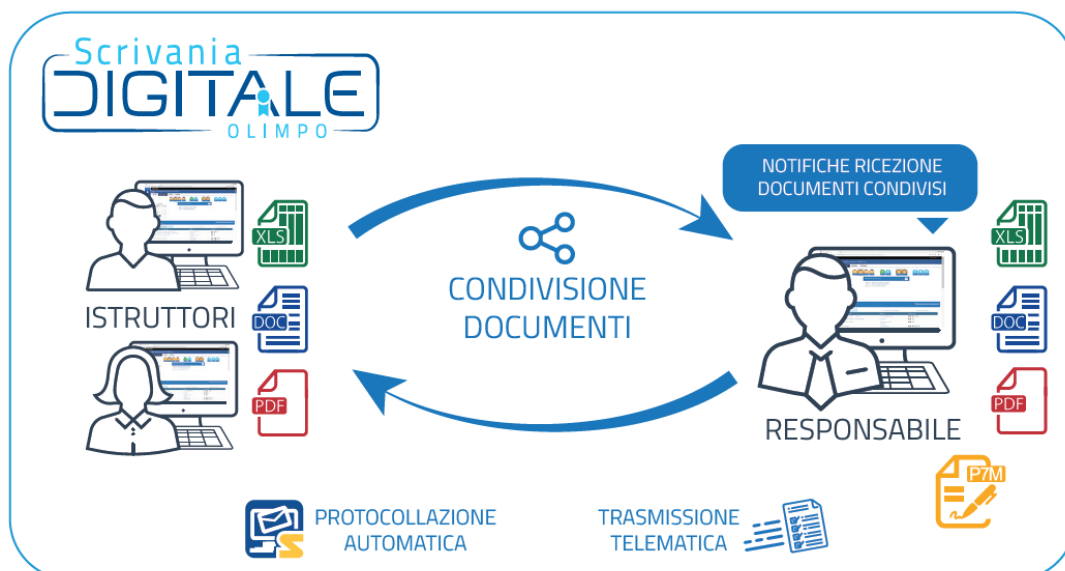 Scrivania
DIGITALE
OLIMPO
NOTIFICHE RICEZIONE
DOCUMENTI CONDIVISI
XLS
ISTRUTTORI
DOC
PDF
CONDIVISIONE
DOCUMENTI
XLS
DOC
PDF
RESPONSABILE
P7M
PROTOCOLLAZIONE
AUTOMATICA
TRASMISSIONE
TELEMATICA